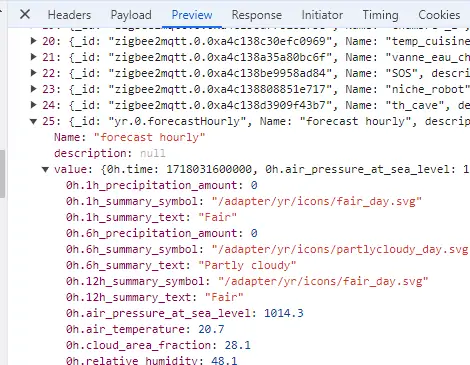 Headers Payload Preview Response Initiator Timing Cookies
20: {_id: "zigbee2mqtt.0.0xa4c138c30efc0969", Name: "temp_cuisine
21: {_id: "zigbee2mqtt.0.0xa4c138a35a80bc6f", Name: "vanne_eau_ch
22: {_id: "zigbee2mqtt.0.0xa4c138be9958ad84", Name: "SOS", descri
23: {_id: "zigbee2mqtt.0.0xa4c138808851e717", Name: "niche_robot"
24: {_id: "zigbee2mqtt.0.0xa4c138d3909f43b7", Name: "th_cave", de
25: {_id: "yr.0.forecastHourly", Name: "forecast hourly", descrip
Name: "forecast hourly"
description: null
value: {0h.time: 1718031600000, 0h.air_pressure_at_sea_level: 1
0h.1h_precipitation_amount: 0
0h.1h_summary_symbol: "/adapter/yr/icons/fair_day.svg"
0h.1h_summary_text: "Fair"
0h.6h_precipitation_amount: 0
0h.6h_summary_symbol: "/adapter/yr/icons/partlycloudy_day.svg
0h.6h_summary_text: "Partly cloudy"
0h.12h_summary_symbol: "/adapter/yr/icons/fair_day.svg"
0h.12h_summary_text: "Fair"
0h.air_pressure_at_sea_level: 1014.3
0h.air_temperature: 20.7
0h.cloud_area_fraction: 28.1
0h.relative_humidity: 48.1